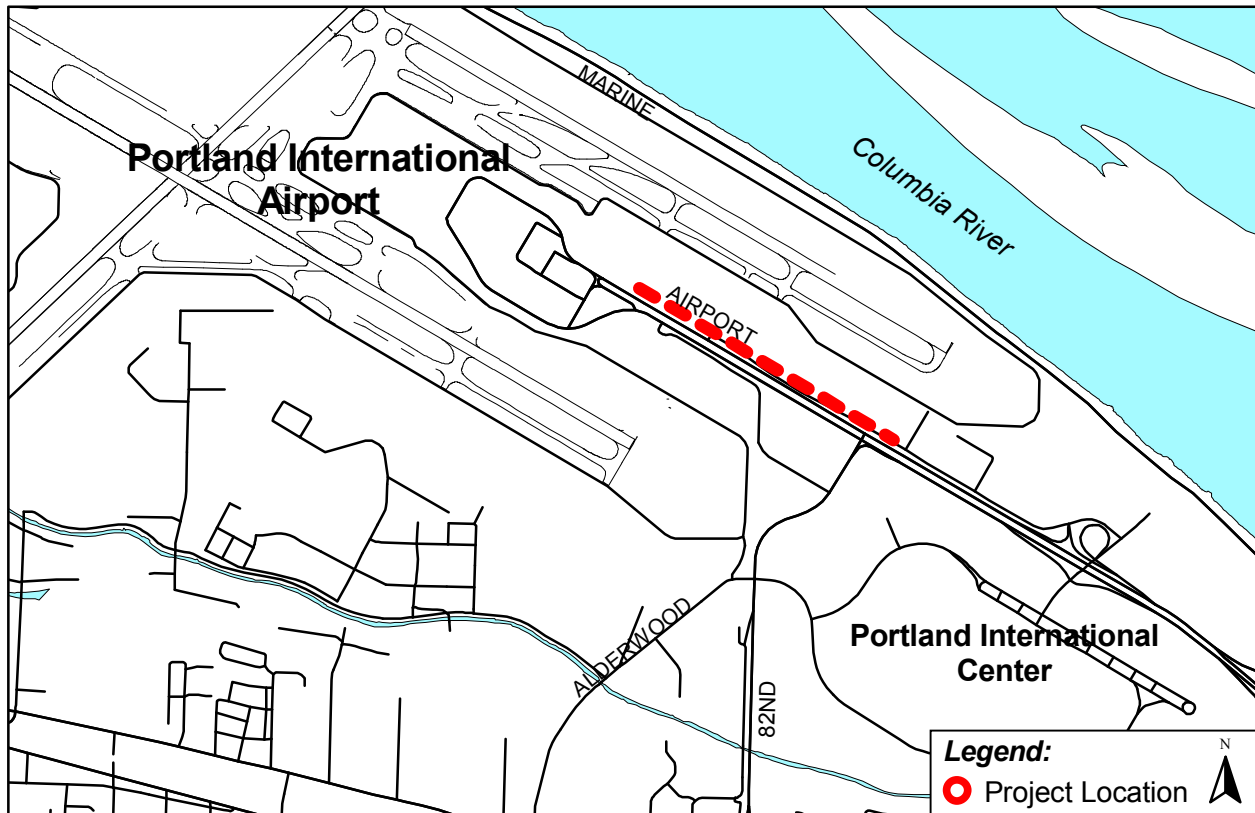 MARINE
Portland International
Airport
Columbia River
AIRPORT
ALDERWOOD
82ND
Portland International
Center
Legend:
N
Project Location